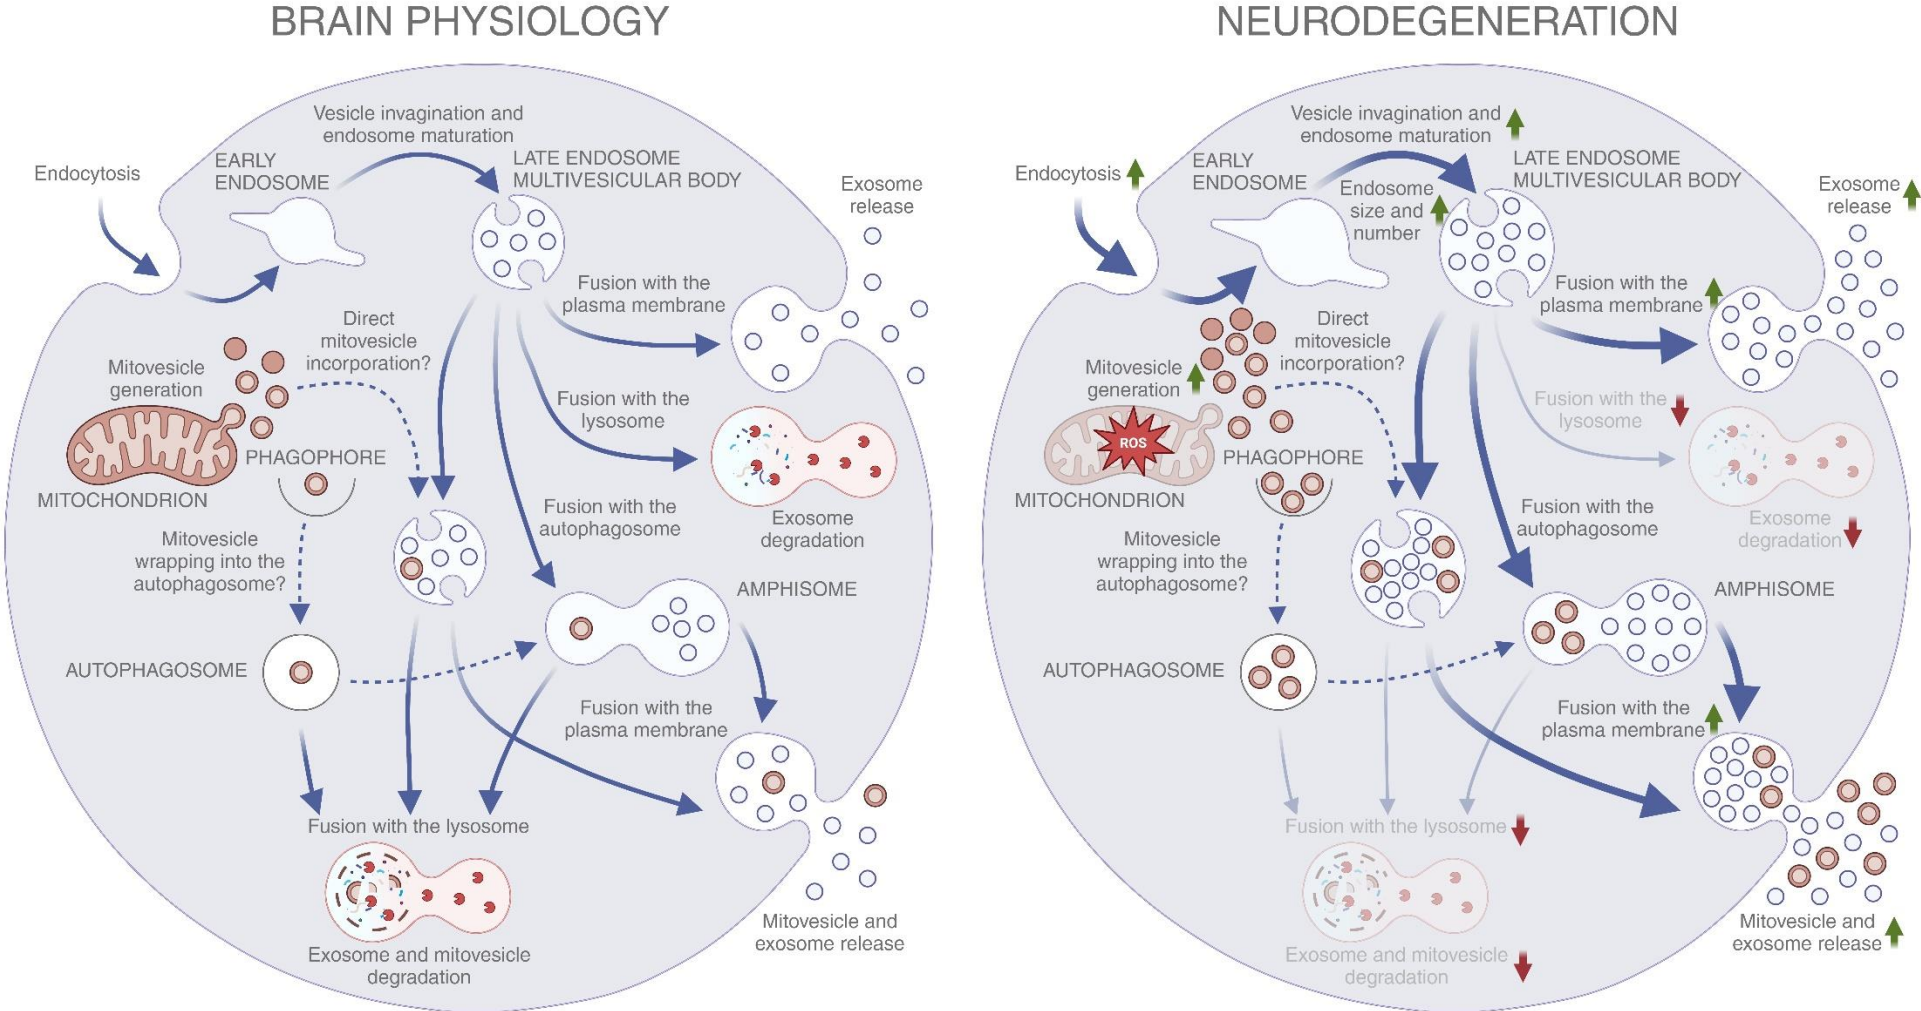 BRAIN PHYSIOLOGY
Vesicle invagination and
endosome maturation
Endocytosis
EARLY
ENDOSOME
LATE ENDOSOME
MULTIVESICULAR BODY
Exosome
release
Fusion with the
plasma membrane
Direct
mitovesicle
incorporation?
Mitovesicle
generation
Fusion with the
lysosome
PHAGOPHORE
MITOCHONDRION
Exosome
degradation
Fusion with the
autophagosome
Mitovesicle
wrapping into the
autophagosome?
AMPHISOME
AUTOPHAGOSOME
Fusion with the
plasma membrane
Fusion with the lysosome
Exosome and mitovesicle
degradation
Mitovesicle and
exosome release
NEURODEGENERATION
Vesicle invagination and
endosome maturation
Endocytosis
EARLY
ENDOSOME
Endosome
size and
number
LATE ENDOSOME
MULTIVESICULAR BODY
Exosome
release
Fusion with the
plasma membrane
Direct
mitovesicle
incorporation?
Mitovesicle
generation
ROS
Fusion with the
lysosome
PHAGOPHORE
MITOCHONDRION
Exosome
degradation
Fusion with the
autophagosome
Mitovesicle
wrapping into the
autophagosome?
AMPHISOME
AUTOPHAGOSOME
Fusion with the
plasma membrane
Fusion with the lysosome
Exosome and mitovesicle
degradation
Mitovesicle and
exosome release